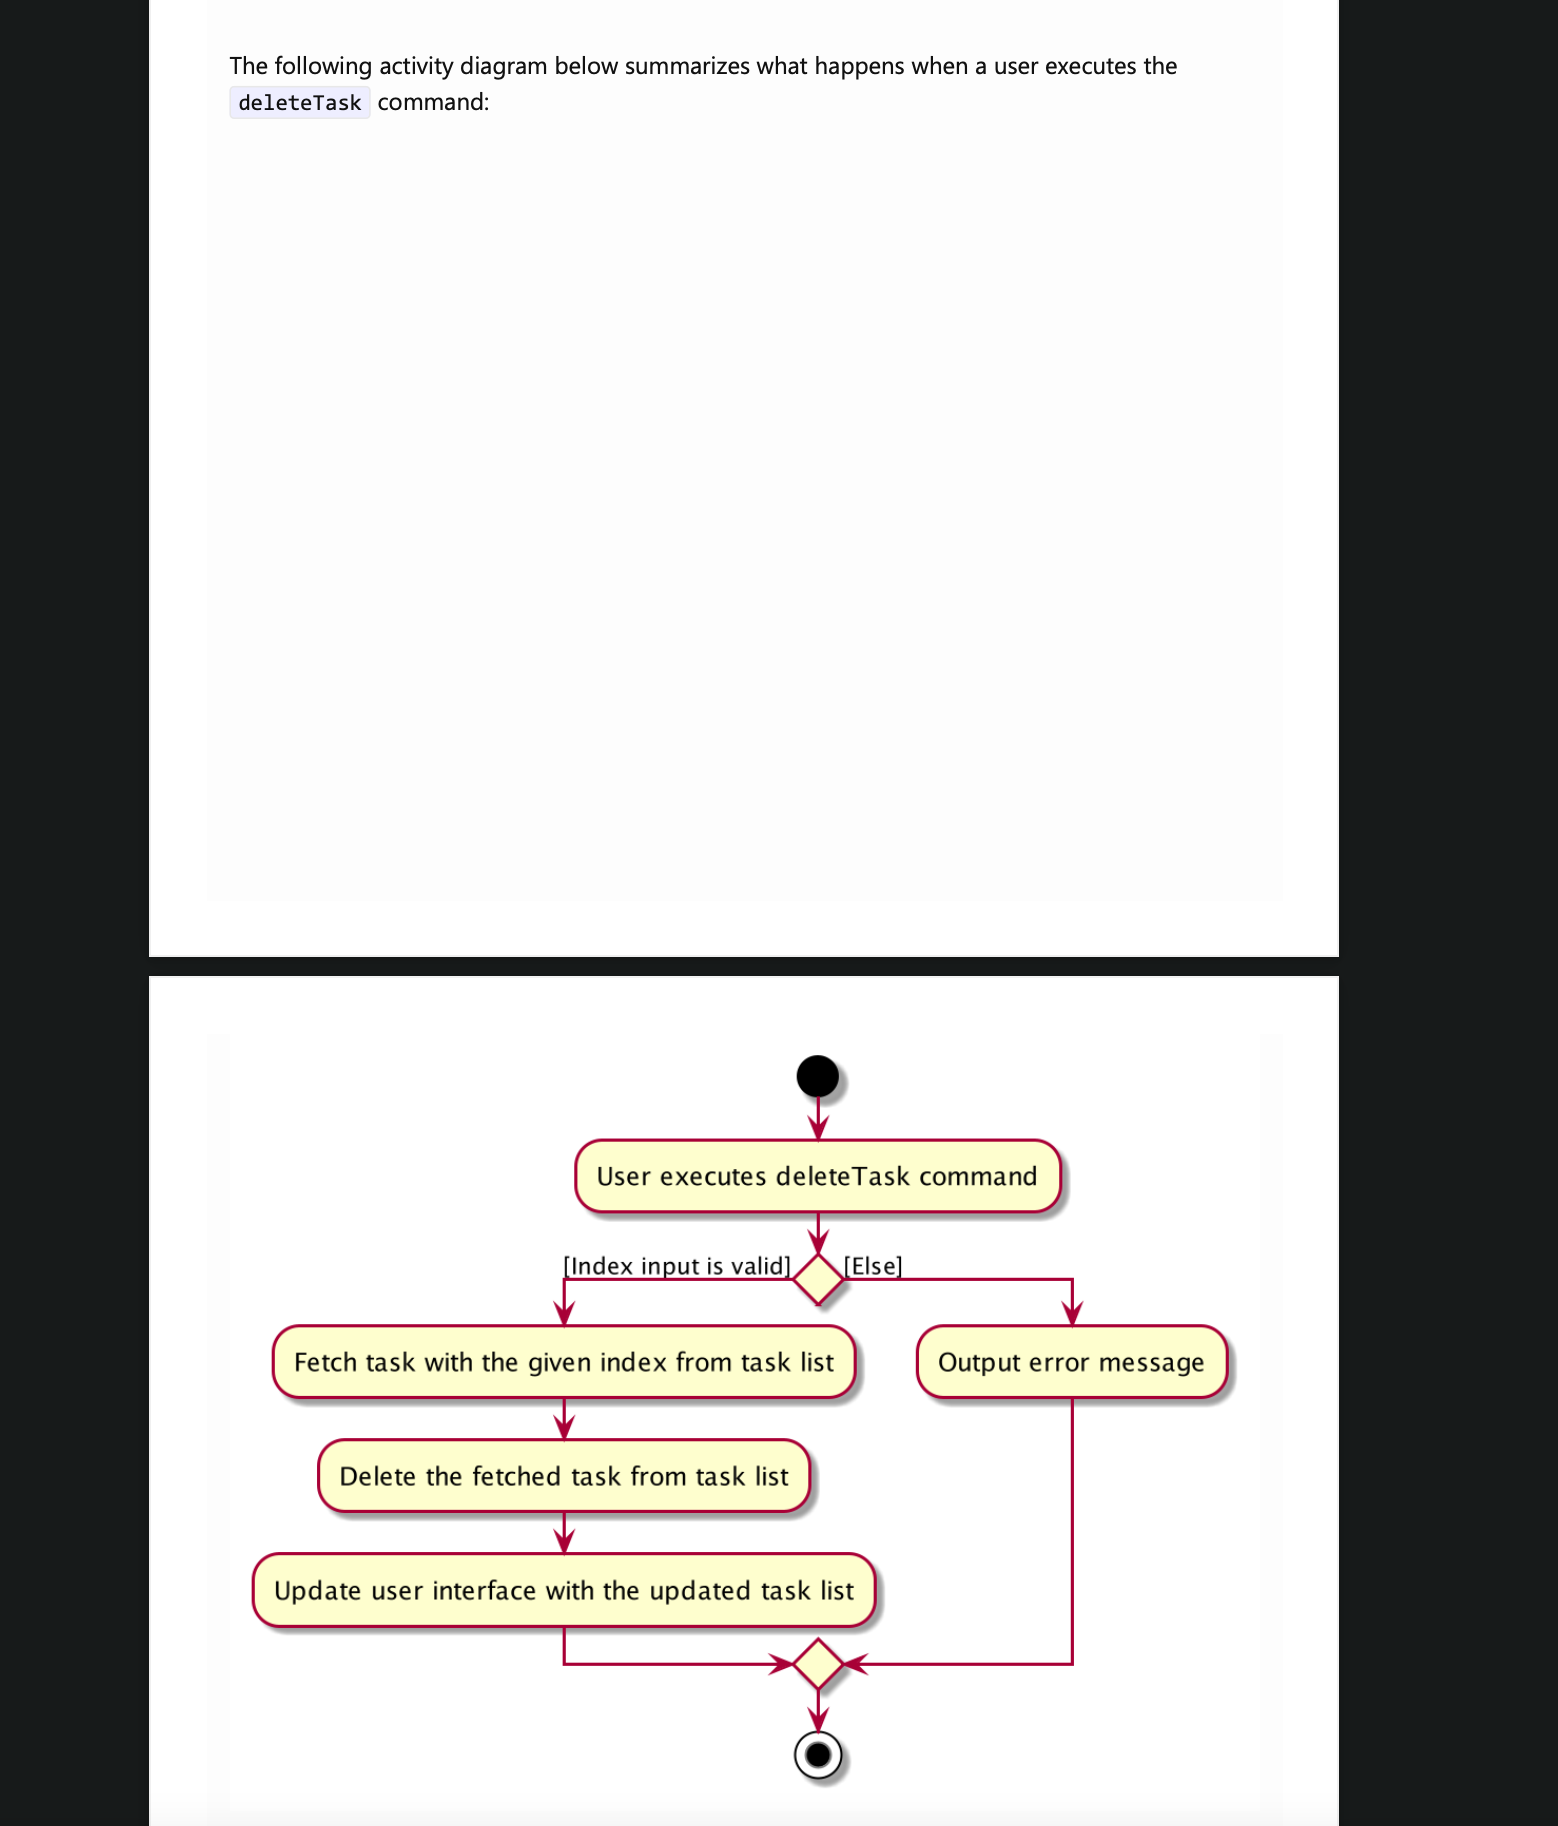 The following activity diagram below summarizes what happens when a user executes the
deleteTask command:
User executes deleteTask command
[Index input is valid] [Else]
Fetch task with the given index from task list
Output error message
Delete the fetched task from task list
Update user interface with the updated task list